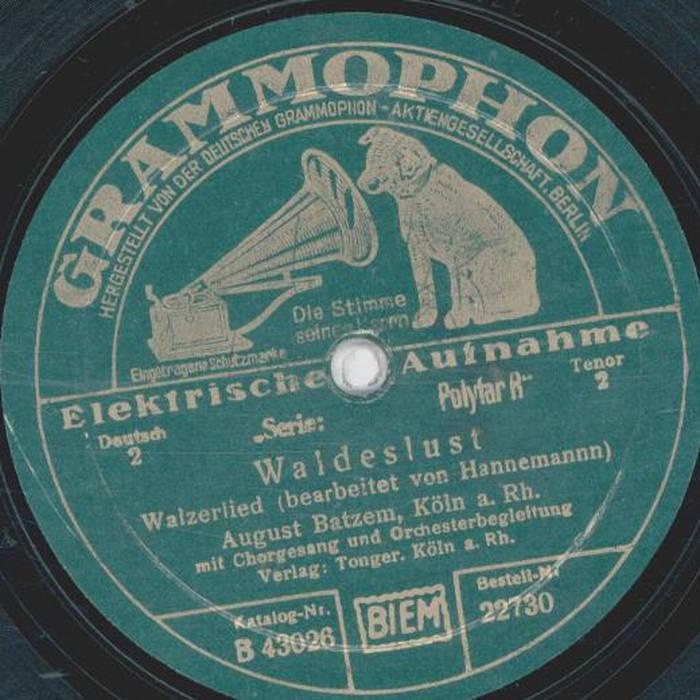 GRAMMOPHON
HERGESTELLT VON DER DEUTSCHEN GRAMMOPHON - AKTIENGESELLSCHAFT, BERLIN
Die Stimme
seines Herrn
Eingetragene Schutzmarke
Elektrische Aufnahme
Deutsch
2
„Serie:
Polyfar R"
Tenor
2
Waldeslust
Walzerlied (bearbeitet von Hannemannn)
August Batzem, Köln a. Rh.
mit Chorgesang und Orchesterbegleitung
Verlag: Tonger. Köln a. Rh.
Katalog-Nr.
B 43026
BIEM
Bestell-Nr
22730